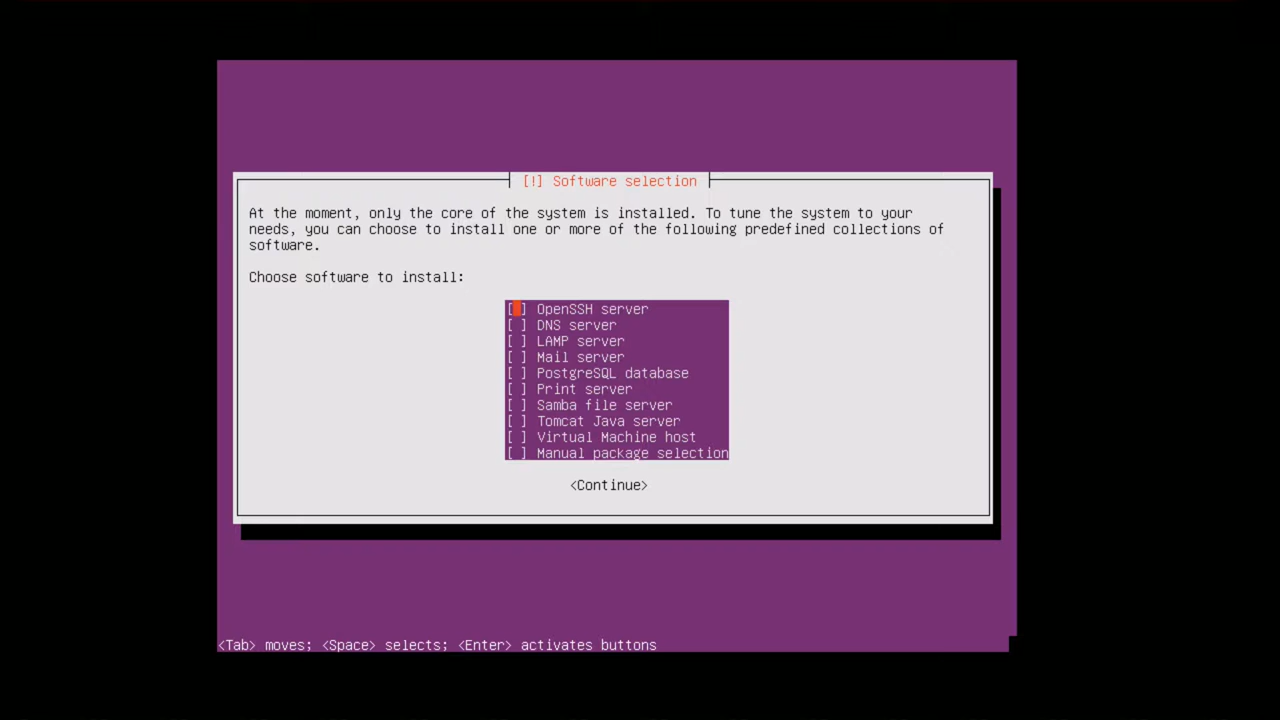 [!] Software selection
At the moment, only the core of the system is installed. To tune the system to your
needs, you can choose to install one or more of the following predefined collections of
software.
Choose software to install:
[ ] OpenSSH server
[ ] DNS server
[ ] LAMP server
[ ] Mail server
[ ] PostgreSQL database
[ ] Print server
[ ] Samba file server
[ ] Tomcat Java server
[ ] Virtual Machine host
[ ] Manual package selection
<Continue>
<Tab> moves; <Space> selects; <Enter> activates buttons